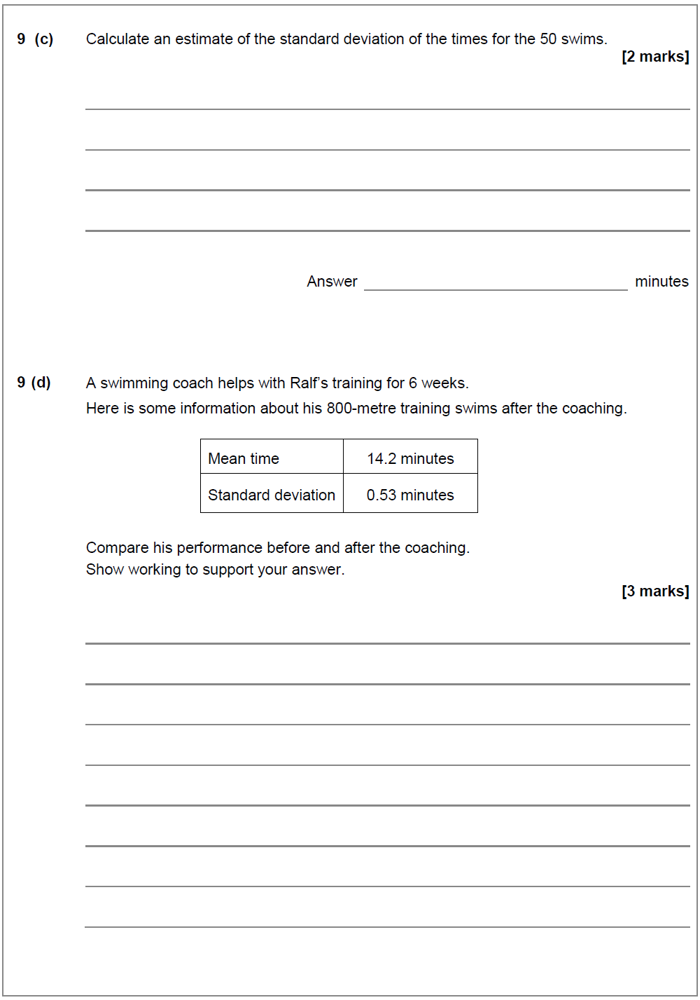 9 (c) Calculate an estimate of the standard deviation of the times for the 50 swims.
[2 marks]
Answer minutes
9 (d) A swimming coach helps with Ralf’s training for 6 weeks.
Here is some information about his 800-metre training swims after the coaching.
Mean time 14.2 minutes
Standard deviation 0.53 minutes
Compare his performance before and after the coaching.
Show working to support your answer.
[3 marks]